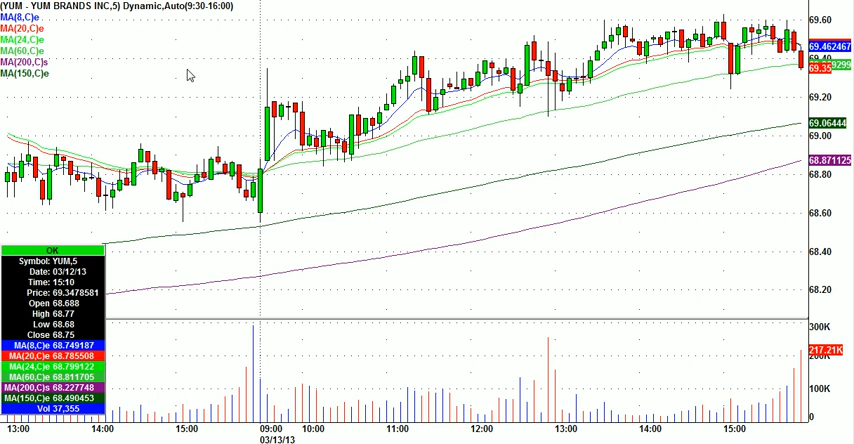 (YUM - YUM BRANDS INC,5) Dynamic,Auto(9:30-16:00)
MA(8,C)e
MA(20,C)e
MA(24,C)e
MA(60,C)e
MA(200,C)s
MA(150,C)e
69.60
69.462467
69.40
69.35
69.20
69.06444
69.00
68.871125
68.80
68.60
68.40
68.20
OK
Symbol: YUM,5
Date: 03/12/13
Time: 15:10
Price: 69.3478581
Open 68.688
High 68.77
Low 68.68
Close 68.75
MA(8,C)e 68.749187
MA(20,C)e 68.785508
MA(24,C)e 68.799122
MA(60,C)e 68.811705
MA(200,C)s 68.227748
MA(150,C)e 68.490453
Vol 37,355
300K
217.21K
100K
0
13:00 14:00 15:00 09:00 10:00 11:00 12:00 13:00 14:00 15:00
03/13/13